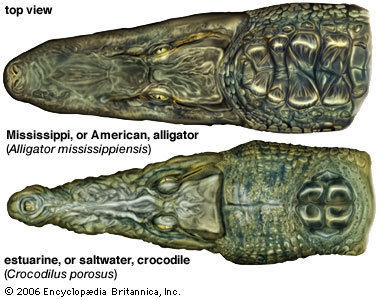 top view
Mississippi, or American, alligator
(Alligator mississippiensis)
estuarine, or saltwater, crocodile
(Crocodilus porosus)
© 2006 Encyclopædia Britannica, Inc.